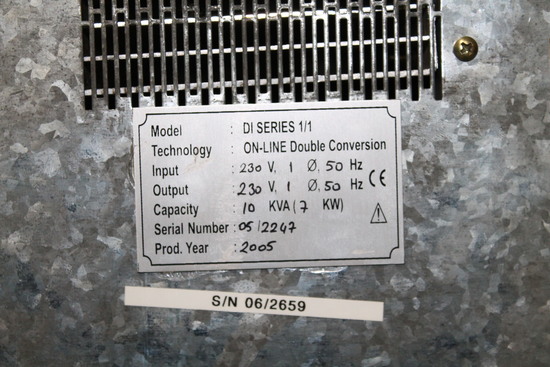 Model : DI SERIES 1/1
Technology : ON-LINE Double Conversion
Input : 230 V, 1 Ø, 50 Hz
Output : 230 V, 1 Ø, 50 Hz CE
Capacity : 10 KVA ( 7 KW)
Serial Number : 05/2247
Prod. Year : 2005
S/N 06/2659